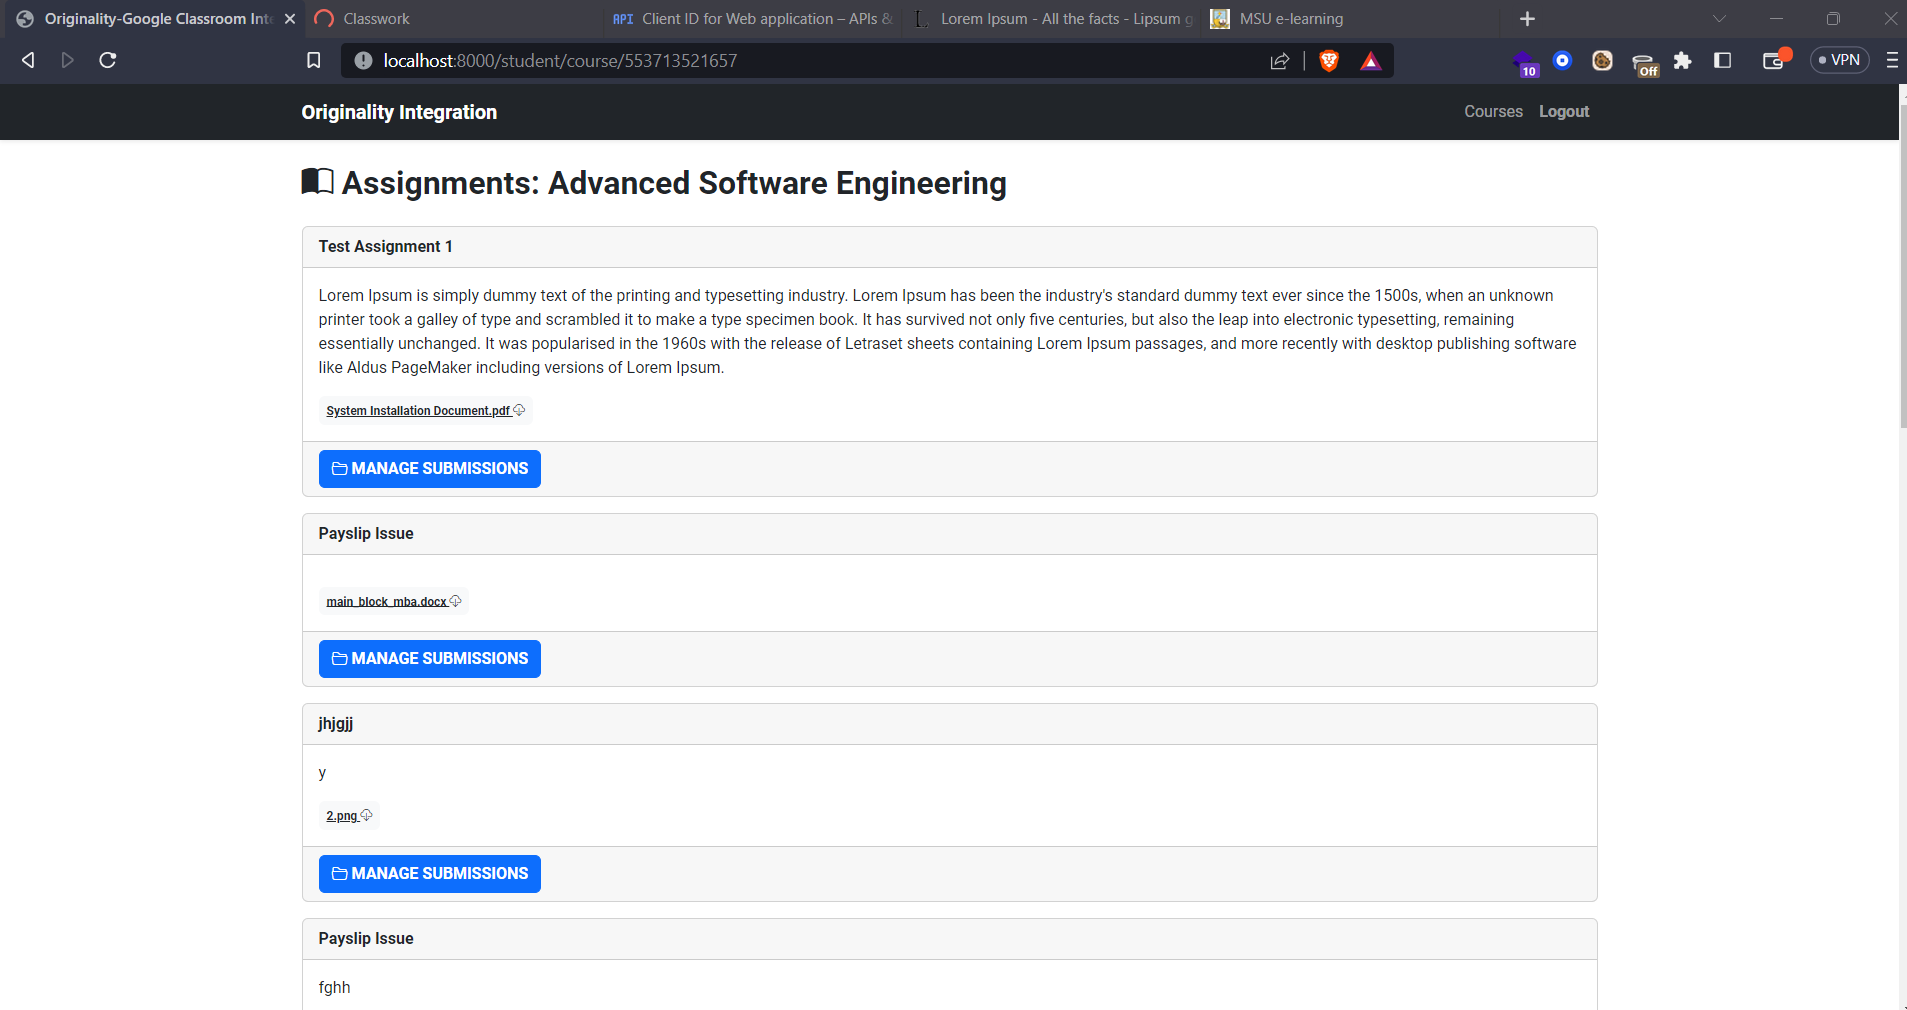 Originality-Google Classroom Inte
Classwork
API Client ID for Web application – APIs &
Lorem Ipsum - All the facts - Lipsum g
MSU e-learning
localhost:8000/student/course/553713521657
10
Off
VPN
Originality Integration
Courses
Logout
Assignments: Advanced Software Engineering
Test Assignment 1
Lorem Ipsum is simply dummy text of the printing and typesetting industry. Lorem Ipsum has been the industry's standard dummy text ever since the 1500s, when an unknown
printer took a galley of type and scrambled it to make a type specimen book. It has survived not only five centuries, but also the leap into electronic typesetting, remaining
essentially unchanged. It was popularised in the 1960s with the release of Letraset sheets containing Lorem Ipsum passages, and more recently with desktop publishing software
like Aldus PageMaker including versions of Lorem Ipsum.
System Installation Document.pdf
MANAGE SUBMISSIONS
Payslip Issue
main_block_mba.docx
MANAGE SUBMISSIONS
jhjgjj
y
2.png
MANAGE SUBMISSIONS
Payslip Issue
fghh